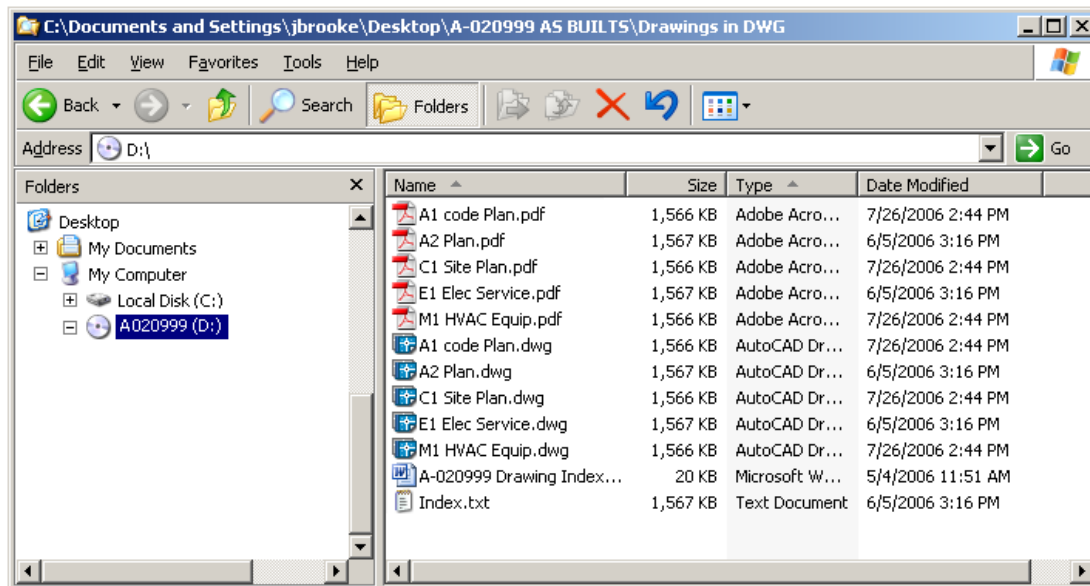 C:\Documents and Settings\jbrooke\Desktop\A-020999 AS BUILTS\Drawings in DWG
File Edit View Favorites Tools Help
Back Search Folders
Address D:\ Go
Folders
Desktop
My Documents
My Computer
Local Disk (C:)
A020999 (D:)
Name Size Type Date Modified
A1 code Plan.pdf 1,566 KB Adobe Acro... 7/26/2006 2:44 PM
A2 Plan.pdf 1,567 KB Adobe Acro... 6/5/2006 3:16 PM
C1 Site Plan.pdf 1,566 KB Adobe Acro... 7/26/2006 2:44 PM
E1 Elec Service.pdf 1,567 KB Adobe Acro... 6/5/2006 3:16 PM
M1 HVAC Equip.pdf 1,566 KB Adobe Acro... 7/26/2006 2:44 PM
A1 code Plan.dwg 1,566 KB AutoCAD Dr... 7/26/2006 2:44 PM
A2 Plan.dwg 1,566 KB AutoCAD Dr... 6/5/2006 3:16 PM
C1 Site Plan.dwg 1,566 KB AutoCAD Dr... 7/26/2006 2:44 PM
E1 Elec Service.dwg 1,567 KB AutoCAD Dr... 6/5/2006 3:16 PM
M1 HVAC Equip.dwg 1,566 KB AutoCAD Dr... 7/26/2006 2:44 PM
A-020999 Drawing Index... 20 KB Microsoft W... 5/4/2006 11:51 AM
Index.txt 1,567 KB Text Document 6/5/2006 3:16 PM